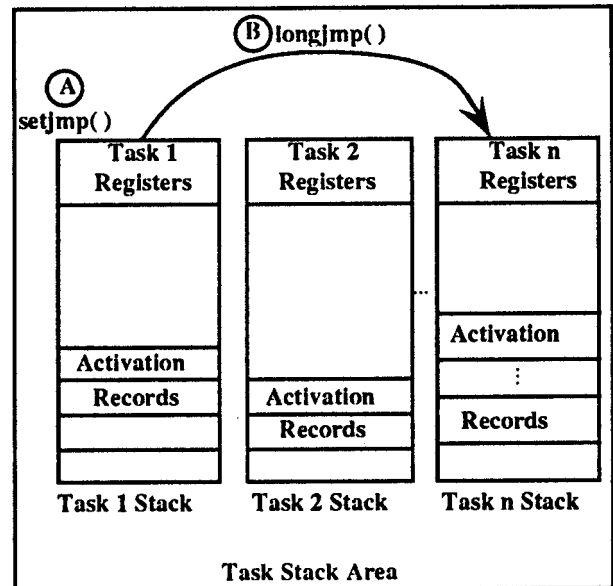 B longjmp()
A
setjmp()
Task 1
Registers
Task 2
Registers
Task n
Registers
...
Activation
Records
Activation
Records
Activation
⋮
Records
Task 1 Stack
Task 2 Stack
Task n Stack
Task Stack Area